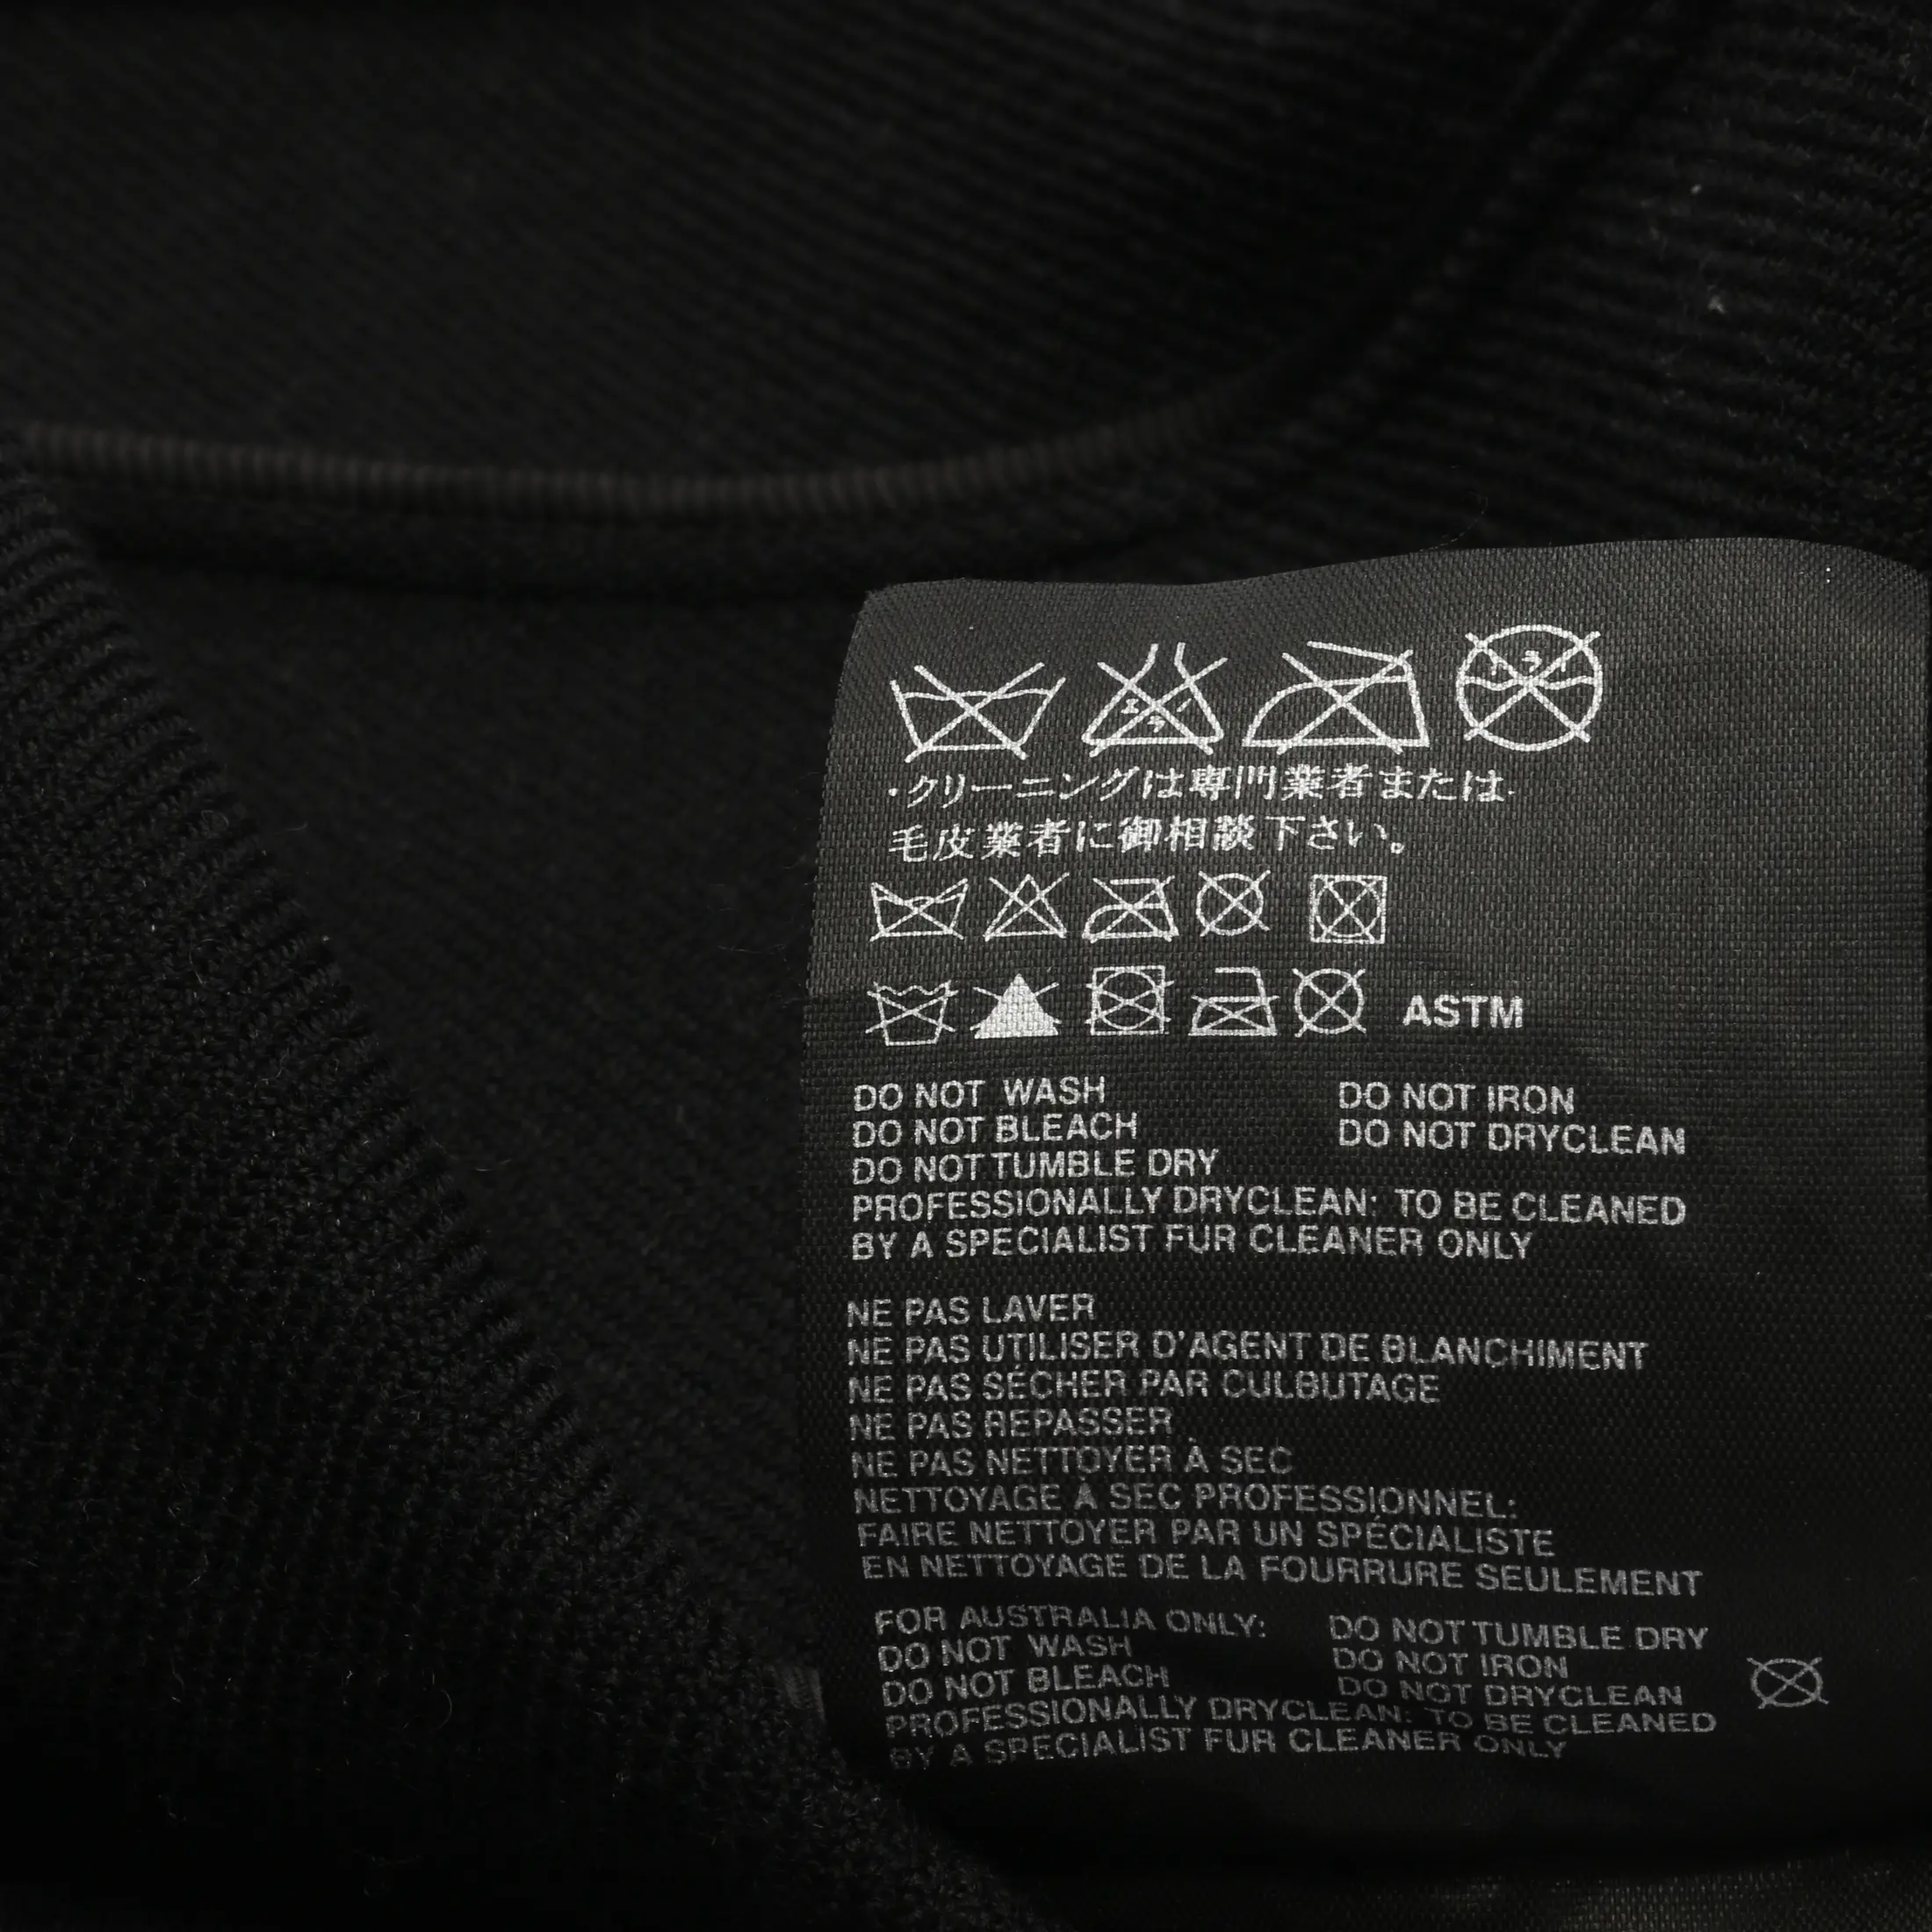 ・クリーニングは専門業者または
毛皮業者に御相談下さい。
ASTM
DO NOT WASH DO NOT IRON
DO NOT BLEACH DO NOT DRYCLEAN
DO NOT TUMBLE DRY
PROFESSIONALLY DRYCLEAN: TO BE CLEANED
BY A SPECIALIST FUR CLEANER ONLY
NE PAS LAVER
NE PAS UTILISER D'AGENT DE BLANCHIMENT
NE PAS SÉCHER PAR CULBUTAGE
NE PAS REPASSER
NE PAS NETTOYER À SEC
NETTOYAGE À SEC PROFESSIONNEL:
FAIRE NETTOYER PAR UN SPÉCIALISTE
EN NETTOYAGE DE LA FOURRURE SEULEMENT
FOR AUSTRALIA ONLY: DO NOT TUMBLE DRY
DO NOT WASH DO NOT IRON
DO NOT BLEACH DO NOT DRYCLEAN
PROFESSIONALLY DRYCLEAN: TO BE CLEANED
BY A SPECIALIST FUR CLEANER ONLY